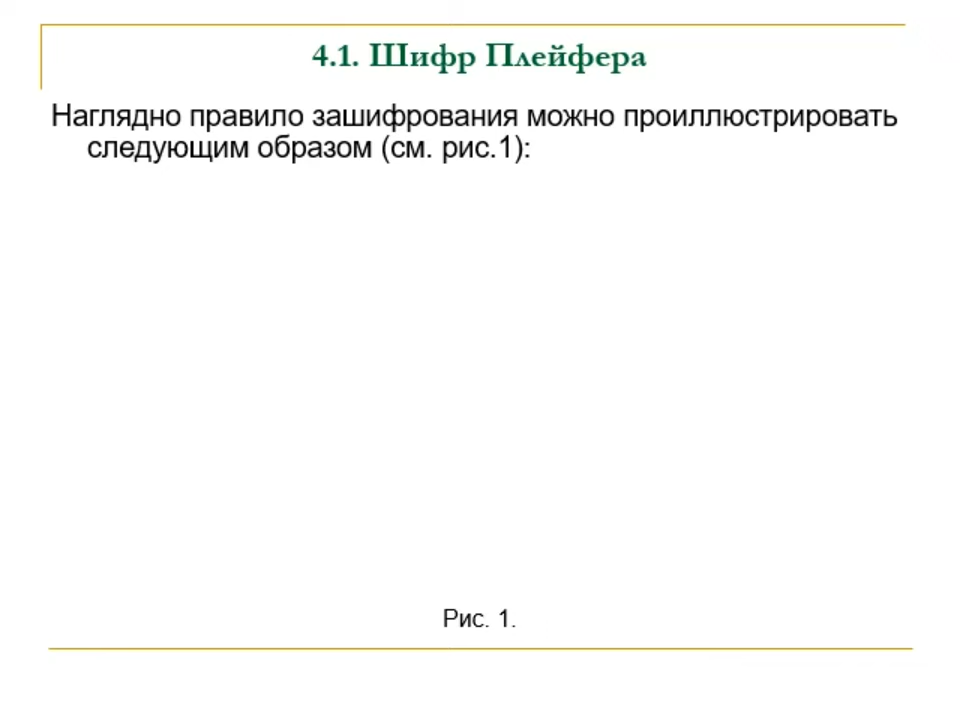 4.1. Шифр Плейфера
Наглядно правило зашифрования можно проиллюстрировать
следующим образом (см. рис.1):
Рис. 1.